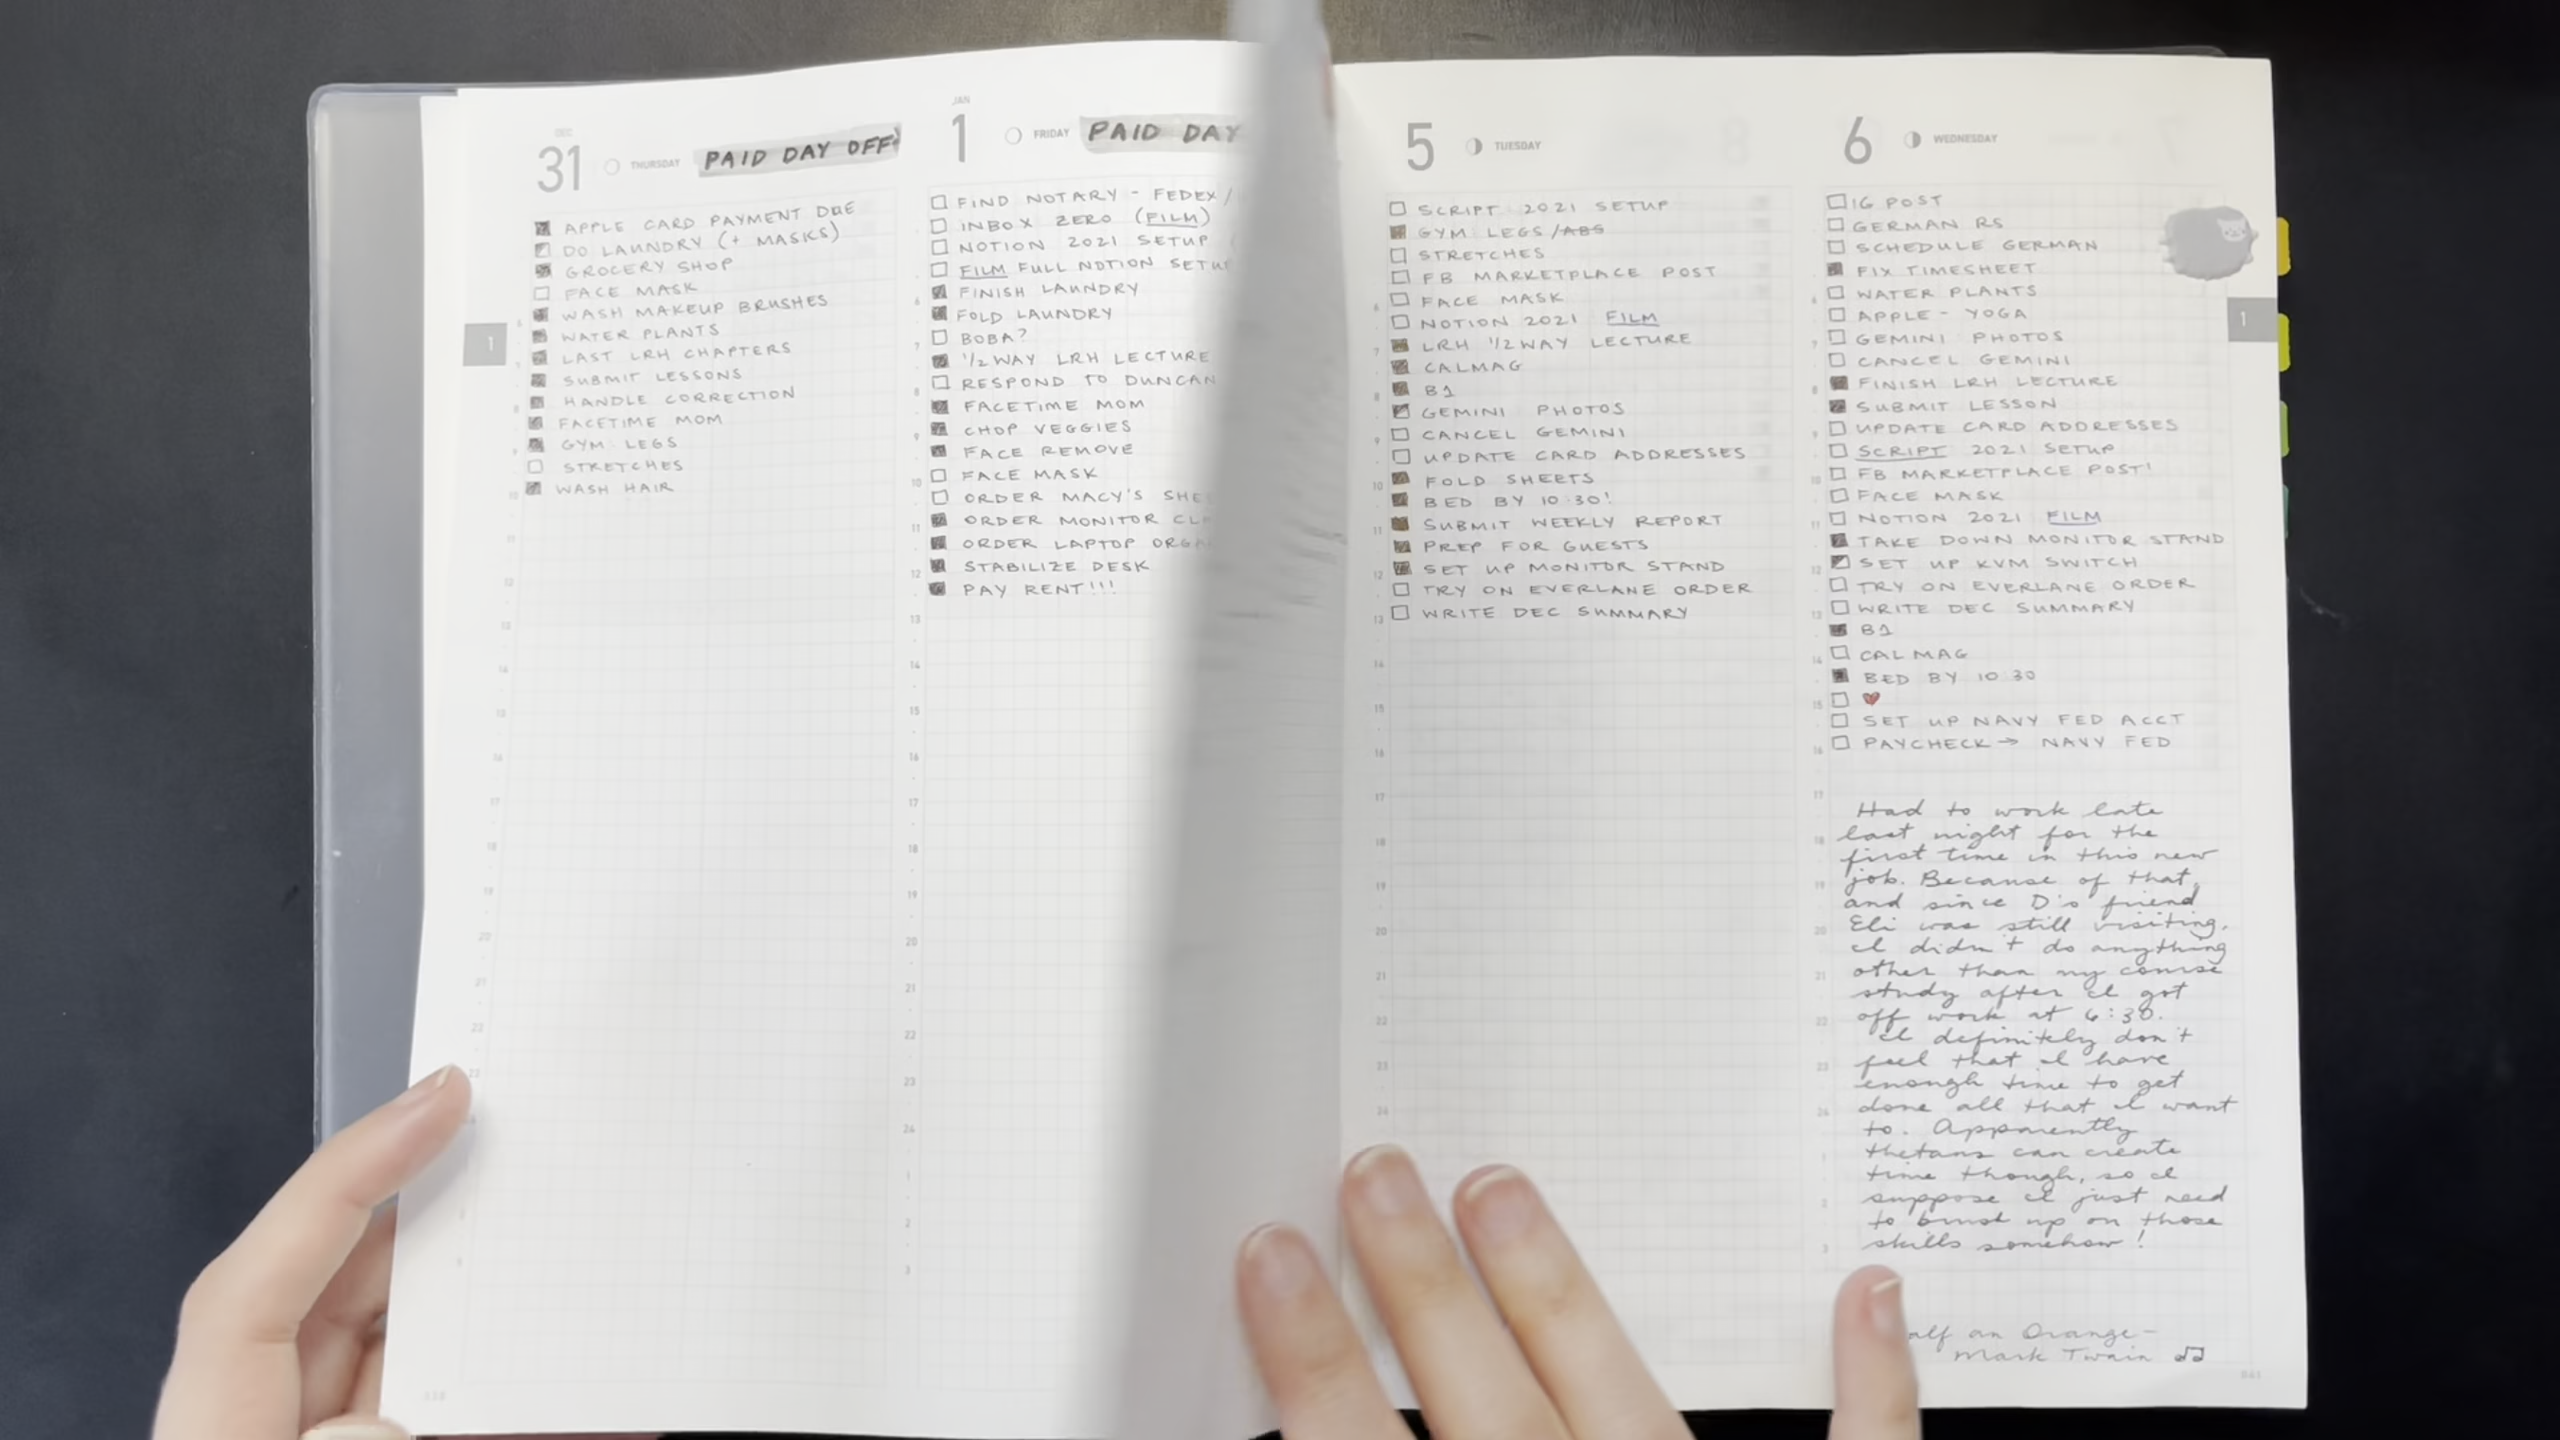 DEC
31 THURSDAY PAID DAY OFF!
APPLE CARD PAYMENT DUE
DO LAUNDRY (+ MASKS)
GROCERY SHOP
FACE MASK
WASH MAKEUP BRUSHES
WATER PLANTS
LAST LRH CHAPTERS
SUBMIT LESSONS
HANDLE CORRECTION
FACETIME MOM
GYM LEGS
STRETCHES
WASH HAIR
1
JAN
1 FRIDAY PAID DAY
FIND NOTARY - FEDEX/
INBOX ZERO (FILM)
NOTION 2021 SETUP
FILM FULL NOTION SETU
FINISH LAUNDRY
FOLD LAUNDRY
BOBA?
1/2 WAY LRH LECTURE
RESPOND TO DUNCAN
FACETIME MOM
CHOP VEGGIES
FACE REMOVE
FACE MASK
ORDER MACY'S SHE
ORDER MONITOR CL
ORDER LAPTOP ORGA
STABILIZE DESK
PAY RENT!!!
5 TUESDAY
SCRIPT 2021 SETUP
GYM LEGS /ABS
STRETCHES
FB MARKETPLACE POST
FACE MASK
NOTION 2021 FILM
LRH 1/2 WAY LECTURE
CALMAG
B1
GEMINI PHOTOS
CANCEL GEMINI
UPDATE CARD ADDRESSES
FOLD SHEETS
BED BY 10:30!
SUBMIT WEEKLY REPORT
PREP FOR GUESTS
SET UP MONITOR STAND
TRY ON EVERLANE ORDER
WRITE DEC SUMMARY
6 WEDNESDAY
IG POST
GERMAN RS
SCHEDULE GERMAN
FIX TIMESHEET
WATER PLANTS
APPLE - YOGA
GEMINI PHOTOS
CANCEL GEMINI
FINISH LRH LECTURE
SUBMIT LESSON
UPDATE CARD ADDRESSES
SCRIPT 2021 SETUP
FB MARKETPLACE POST!
FACE MASK
NOTION 2021 FILM
TAKE DOWN MONITOR STAND
SET UP KVM SWITCH
TRY ON EVERLANE ORDER
WRITE DEC SUMMARY
B1
CALMAG
BED BY 10:30
❤
SET UP NAVY FED ACCT
PAYCHECK → NAVY FED
Had to work late
last night for the
first time in this new
job. Because of that,
and since D's friend
Eli was still visiting,
I didn't do anything
other than my course
study after I got
off work at 6:30.
I definitely don't
feel that I have
enough time to get
done all that I want
to. Apparently
thetans can create
time though, so I
suppose I just need
to brush up on those
skills somehow!
alf an Orange-
Mark Twain ♫
1